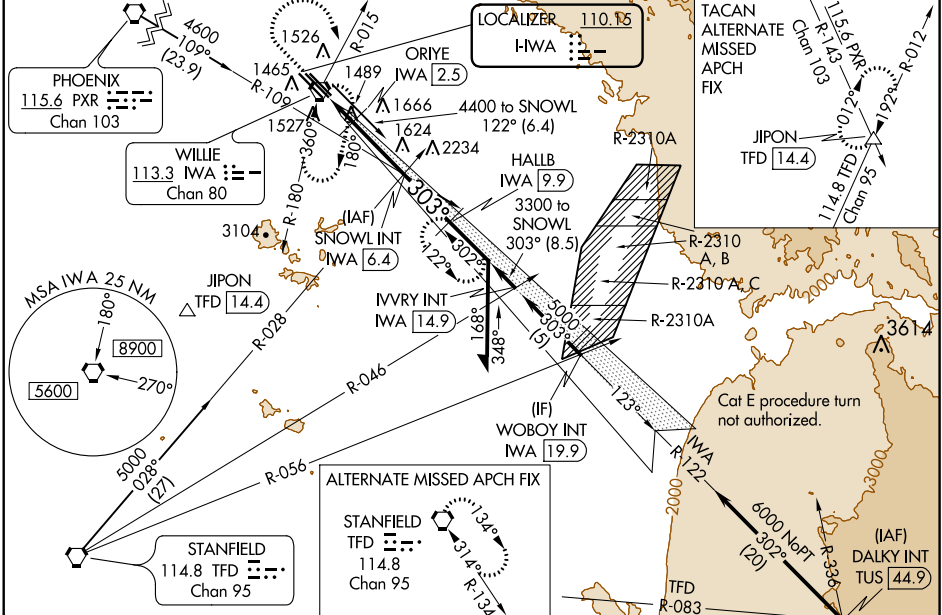 4600
109°
(23.9)
R-109
PHOENIX
115.6 PXR
Chan 103
1526
R-015
1465
1489
1527
ORIYE
IWA 2.5
1666
1624
2234
LOCALIZER 110.15
I-IWA
4400 to SNOWL
122° (6.4)
WILLIE
113.3 IWA
Chan 80
360°
180°
R-180
303°
HALLB
IWA 9.9
3300 to
SNOWL
303° (8.5)
3104
(IAF)
SNOWL INT
IWA 6.4
302°
122°
IVVRY INT
IWA 14.9
168°
348°
JIPON
TFD 14.4
MSA IWA 25 NM
180°
8900
5600
270°
R-028
R-046
R-056
5000
028°
(27)
STANFIELD
114.8 TFD
Chan 95
5000
303°
(5)
(IF)
WOBOY INT
IWA 19.9
123°
R-2310A
R-2310
A, B
R-2310 A, C
R-2310A
TACAN
ALTERNATE
MISSED
APCH
FIX
115.6 PXR
R-143
Chan 103
R-012
012°
192°
JIPON
TFD 14.4
114.8 TFD
Chan 95
2000
3614
Cat E procedure turn
not authorized.
IWA
R-122
2000
3000
6000 NoPT
302°
(20)
R-336
(IAF)
DALKY INT
TUS 44.9
TFD
R-083
ALTERNATE MISSED APCH FIX
STANFIELD
TFD
114.8
Chan 95
134°
314°
R-134